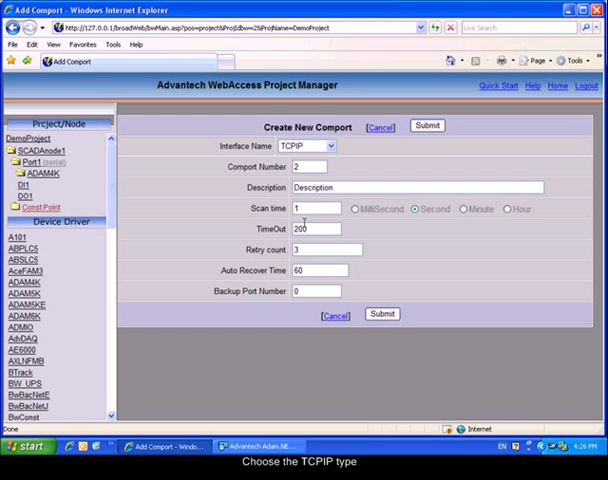 Add Comport - Windows Internet Explorer
http://127.0.0.1/broadWeb/bwMain.asp?pos=project&ProjIdbw=2&ProjName=DemoProject
Live Search
File Edit View Favorites Tools Help
Add Comport
Page Tools
Advantech WebAccess Project Manager
Quick Start Help Home Logout
Project/Node
DemoProject
SCADAnode1
Port1 (serial)
ADAM4K
DI1
DO1
Const Point
Device Driver
A101
ABPLC5
ABSLC5
AceFAM3
ADAM4K
ADAM5K
ADAM5KE
ADAM6K
ADMIO
AdvDAQ
AE6000
AXLNFMB
BTrack
BW_UPS
BwBacNetE
BwBacNetJ
BwConst
Create New Comport [Cancel] Submit
Interface Name TCPIP
Comport Number 2
Description Description
Scan time 1 MilliSecond Second Minute Hour
TimeOut 200
Retry count 3
Auto Recover Time 60
Backup Port Number 0
[Cancel] Submit
Done
Internet
start
Add Comport - Windo...
Advantech Adam.NE...
EN
4:26 PM
Choose the TCPIP type